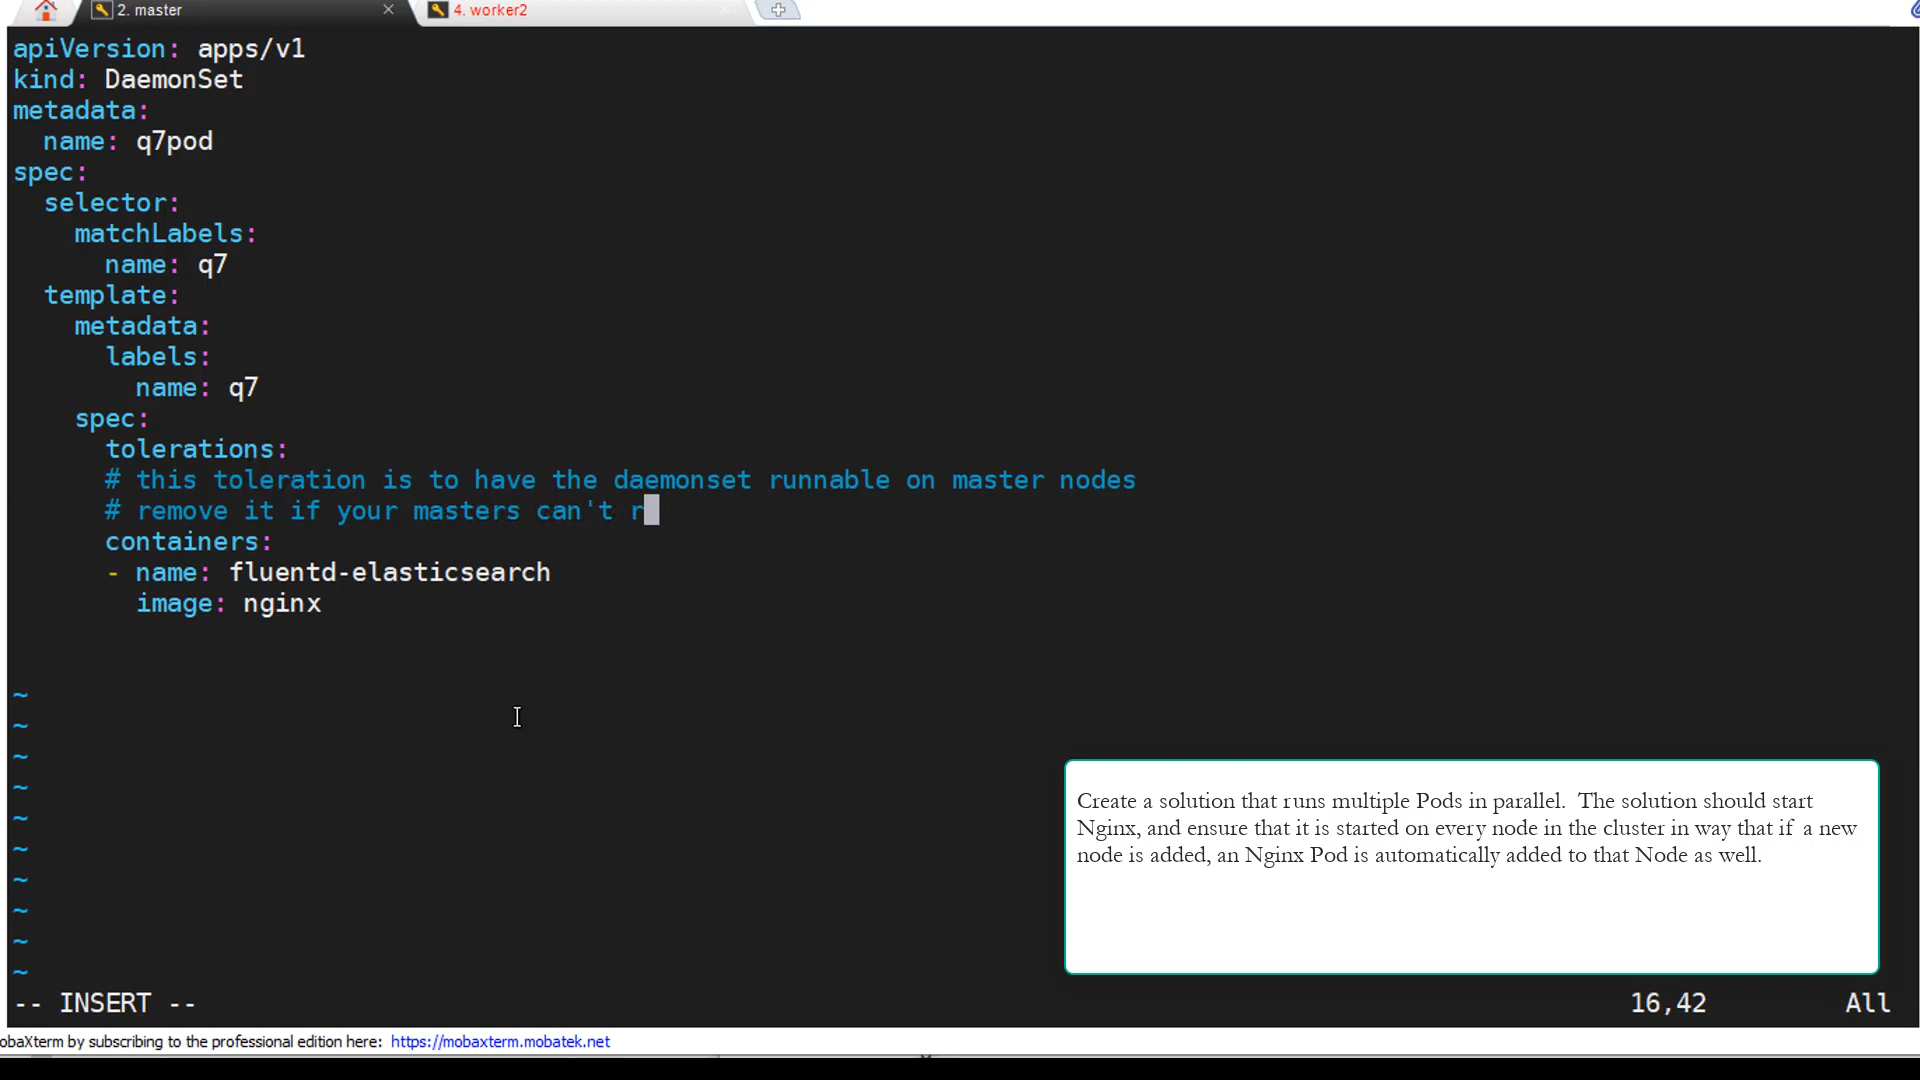 2. master
4. worker2
apiVersion: apps/v1
kind: DaemonSet
metadata:
  name: q7pod
spec:
  selector:
    matchLabels:
      name: q7
  template:
    metadata:
      labels:
        name: q7
    spec:
      tolerations:
      # this toleration is to have the daemonset runnable on master nodes
      # remove it if your masters can't r
      containers:
      - name: fluentd-elasticsearch
        image: nginx
~
~
~
~
~
~
~
~
~
~
Create a solution that runs multiple Pods in parallel.  The solution should start
Nginx, and ensure that it is started on every node in the cluster in way that if a new
node is added, an Nginx Pod is automatically added to that Node as well.
-- INSERT --
16,42
All
obaXterm by subscribing to the professional edition here: https://mobaxterm.mobatek.net